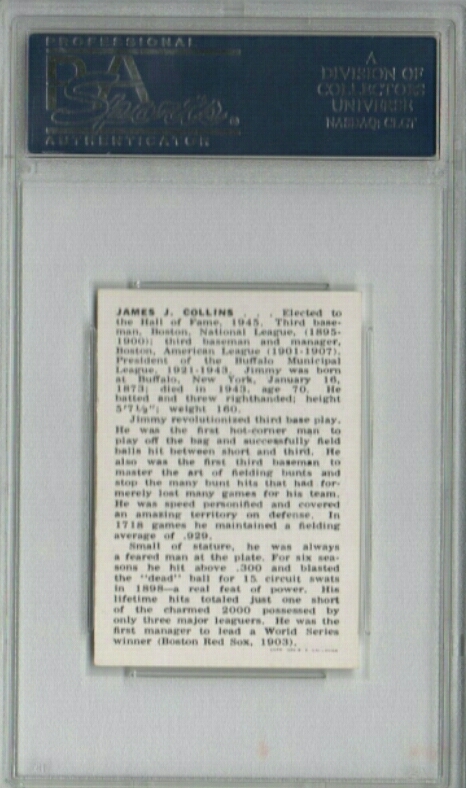 PROFESSIONAL
PSA
Sports
AUTHENTICATOR
A
DIVISION OF
COLLECTORS
UNIVERSE
NASDAQ: CLCT
JAMES J. COLLINS . . . Elected to
the Hall of Fame, 1945. Third base-
man, Boston, National League, (1895-
1900); third baseman and manager,
Boston, American League (1901-1907).
President of the Buffalo Municipal
League, 1921-1943. Jimmy was born
at Buffalo, New York, January 16,
1873; died in 1943, age 70. He
batted and threw righthanded; height
5'7½"; weight 160.
Jimmy revolutionized third base play.
He was the first hot-corner man to
play off the bag and successfully field
balls hit between short and third. He
also was the first third baseman to
master the art of fielding bunts and
stop the many bunt hits that had for-
merely lost many games for his team.
He was speed personified and covered
an amazing territory on defense. In
1718 games he maintained a fielding
average of .929.
Small of stature, he was always
a feared man at the plate. For six sea-
sons he hit above .300 and blasted
the "dead" ball for 15 circuit swats
in 1898—a real feat of power. His
lifetime hits totaled just one short
of the charmed 2000 possessed by
only three major leaguers. He was the
first manager to lead a World Series
winner (Boston Red Sox, 1903).